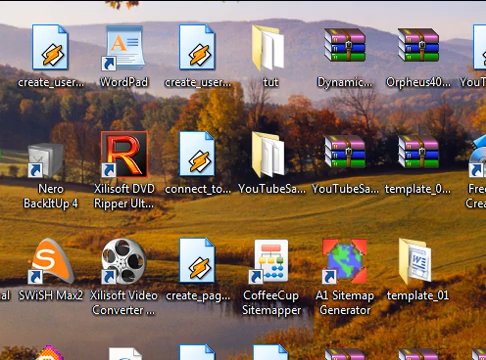 create_user...
WordPad
create_user...
tut
Dynamic...
Orpheus40...
YouT
Nero
BackItUp 4
Xilisoft DVD
Ripper Ult...
connect_to...
YouTubeSa...
YouTubeSa...
template_0...
Free
Crea
al
SWiSH Max2
Xilisoft Video
Converter ...
create_pag...
CoffeeCup
Sitemapper
A1 Sitemap
Generator
template_01